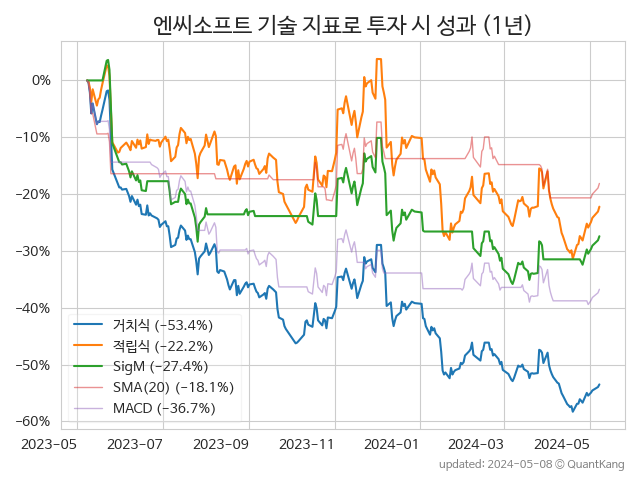 엔씨소프트 기술 지표로 투자 시 성과 (1년)
0%
−10%
−20%
−30%
−40%
−50%
−60%
거치식 (−53.4%)
적립식 (−22.2%)
SigM (−27.4%)
SMA(20) (−18.1%)
MACD (−36.7%)
2023-05 2023-07 2023-09 2023-11 2024-01 2024-03 2024-05
updated: 2024-05-08 © QuantKang